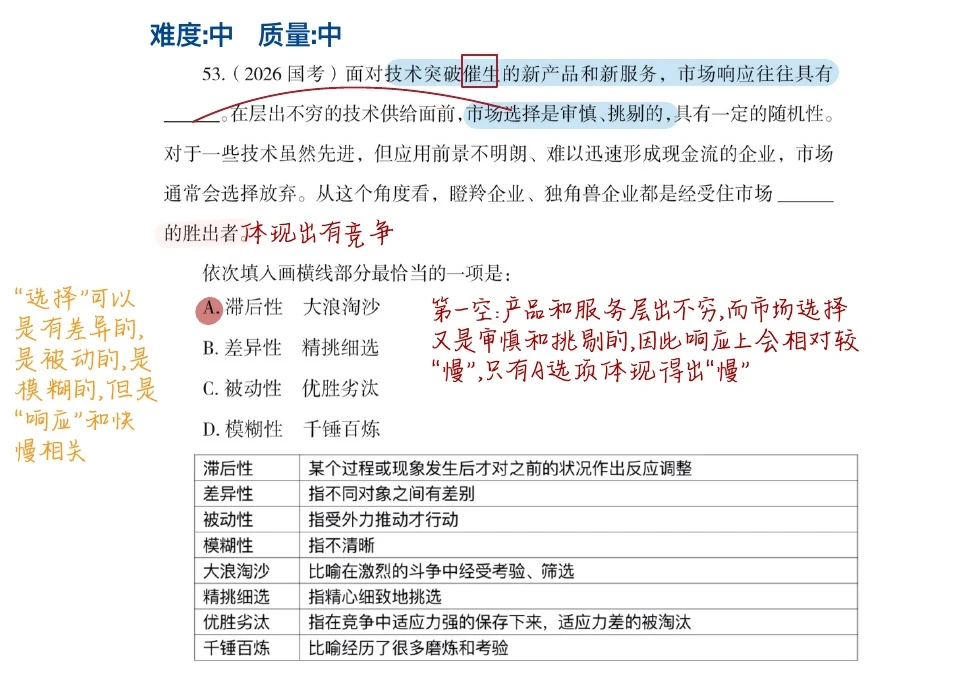 难度:中 质量:中
53.（2026 国考）面对技术突破催生的新产品和新服务，市场响应往往具有
______。在层出不穷的技术供给面前，市场选择是审慎、挑剔的，具有一定的随机性。
对于一些技术虽然先进，但应用前景不明朗、难以迅速形成现金流的企业，市场
通常会选择放弃。从这个角度看，瞪羚企业、独角兽企业都是经受住市场 ______
的胜出者。体现出有竞争
依次填入画横线部分最恰当的一项是：
A. 滞后性 大浪淘沙
B. 差异性 精挑细选
C. 被动性 优胜劣汰
D. 模糊性 千锤百炼
“选择”可以
是有差异的,
是被动的,是
模糊的,但是
“响应”和快
慢相关
第一空:产品和服务层出不穷,而市场选择
又是审慎和挑剔的,因此响应上会相对较
“慢”,只有A选项体现得出“慢”
滞后性 某个过程或现象发生后才对之前的状况作出反应调整
差异性 指不同对象之间有差别
被动性 指受外力推动才行动
模糊性 指不清晰
大浪淘沙 比喻在激烈的斗争中经受考验、筛选
精挑细选 指精心细致地挑选
优胜劣汰 指在竞争中适应力强的保存下来，适应力差的被淘汰
千锤百炼 比喻经历了很多磨炼和考验